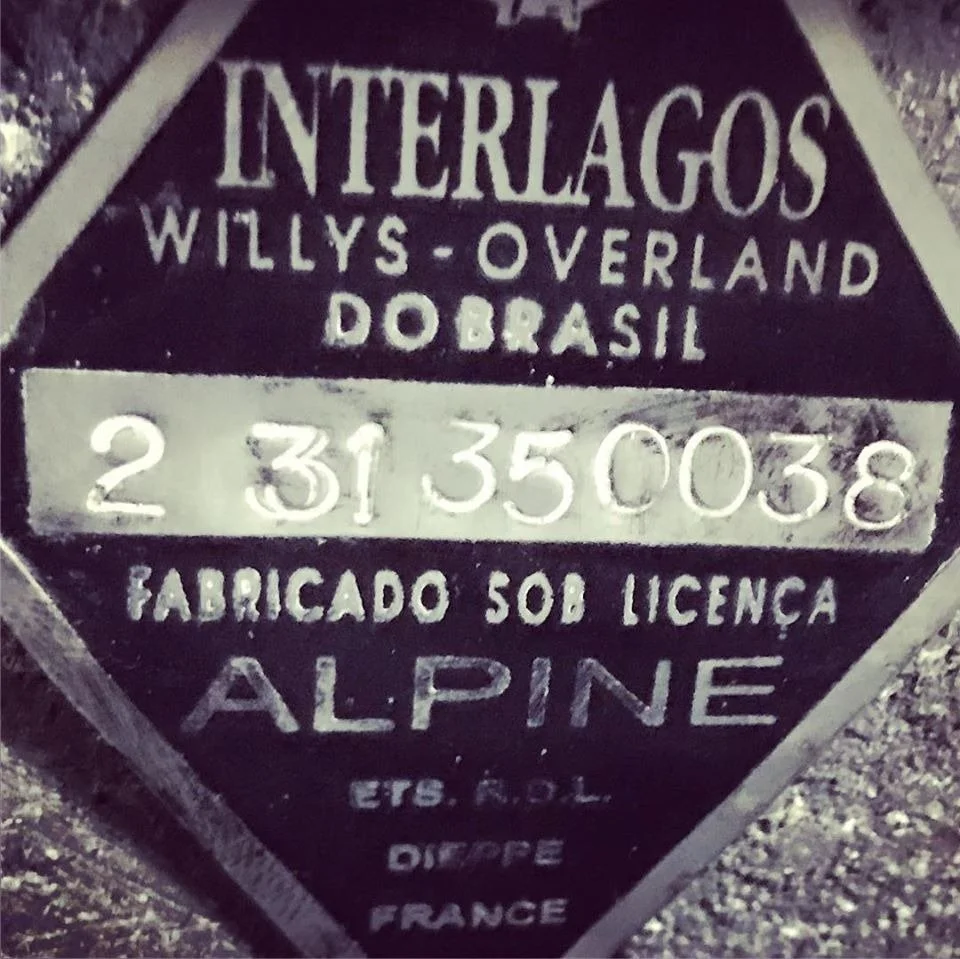 INTERLAGOS
WILLYS-OVERLAND
DO BRASIL
2 31 350038
FABRICADO SOB LICENÇA
ALPINE
ETS. R.D.L.
DIEPPE
FRANCE